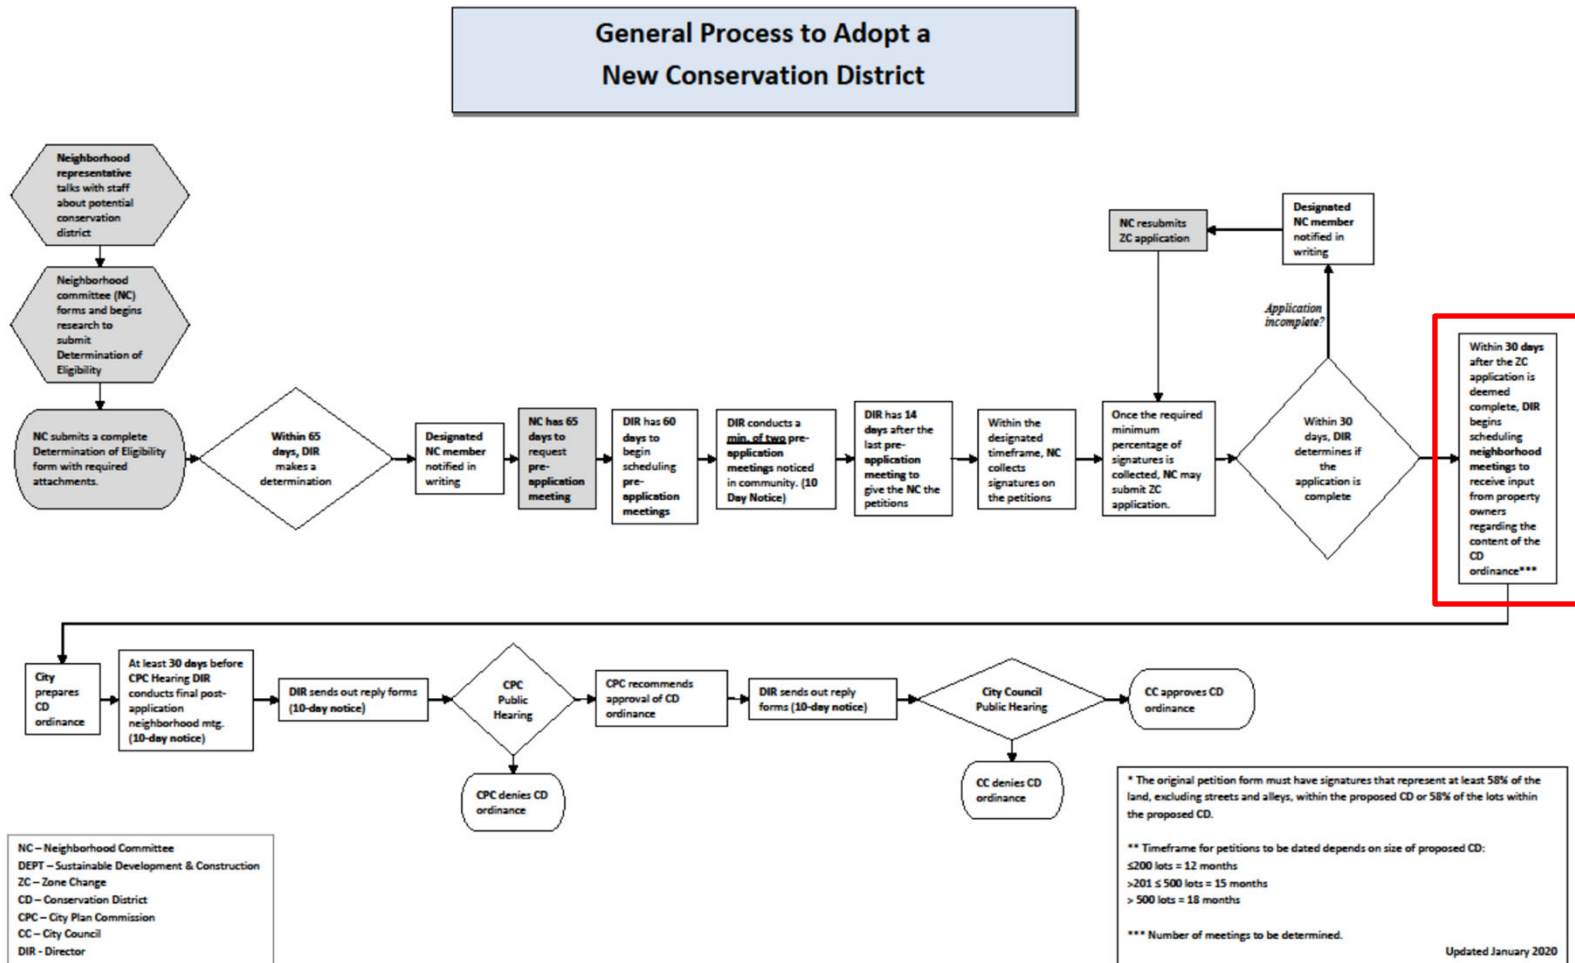 General Process to Adopt a
New Conservation District
Neighborhood
representative
talks with staff
about potential
conservation
district
Neighborhood
committee (NC)
forms and begins
research to
submit
Determination of
Eligibility
NC submits a complete
Determination of Eligibility
form with required
attachments.
Within 65
days, DIR
makes a
determination
Designated
NC member
notified in
writing
NC has 65
days to
request
pre-
application
meeting
DIR has 60
days to
begin
scheduling
pre-
application
meetings
DIR conducts a
min. of two pre-
application
meetings noticed
in community. (10
Day Notice)
DIR has 14
days after the
last pre-
application
meeting to
give the NC the
petitions
Within the
designated
timeframe, NC
collects
signatures on
the petitions
Once the required
minimum
percentage of
signatures is
collected, NC may
submit ZC
application.
Within 30
days, DIR
determines if
the
application is
complete
Application
incomplete?
Designated
NC member
notified in
writing
NC resubmits
ZC application
Within 30 days
after the ZC
application is
deemed
complete, DIR
begins
scheduling
neighborhood
meetings to
receive input
from property
owners
regarding the
content of the
CD
ordinance***
City
prepares
CD
ordinance
At least 30 days before
CPC Hearing DIR
conducts final post-
application
neighborhood mtg.
(10-day notice)
DIR sends out reply forms
(10-day notice)
CPC
Public
Hearing
CPC denies CD
ordinance
CPC recommends
approval of CD
ordinance
DIR sends out reply
forms (10-day notice)
City Council
Public Hearing
CC approves CD
ordinance
CC denies CD
ordinance
NC – Neighborhood Committee
DEPT – Sustainable Development & Construction
ZC – Zone Change
CD – Conservation District
CPC – City Plan Commission
CC – City Council
DIR - Director
* The original petition form must have signatures that represent at least 58% of the
land, excluding streets and alleys, within the proposed CD or 58% of the lots within
the proposed CD.
** Timeframe for petitions to be dated depends on size of proposed CD:
≤200 lots = 12 months
>201 ≤ 500 lots = 15 months
> 500 lots = 18 months
*** Number of meetings to be determined.
Updated January 2020